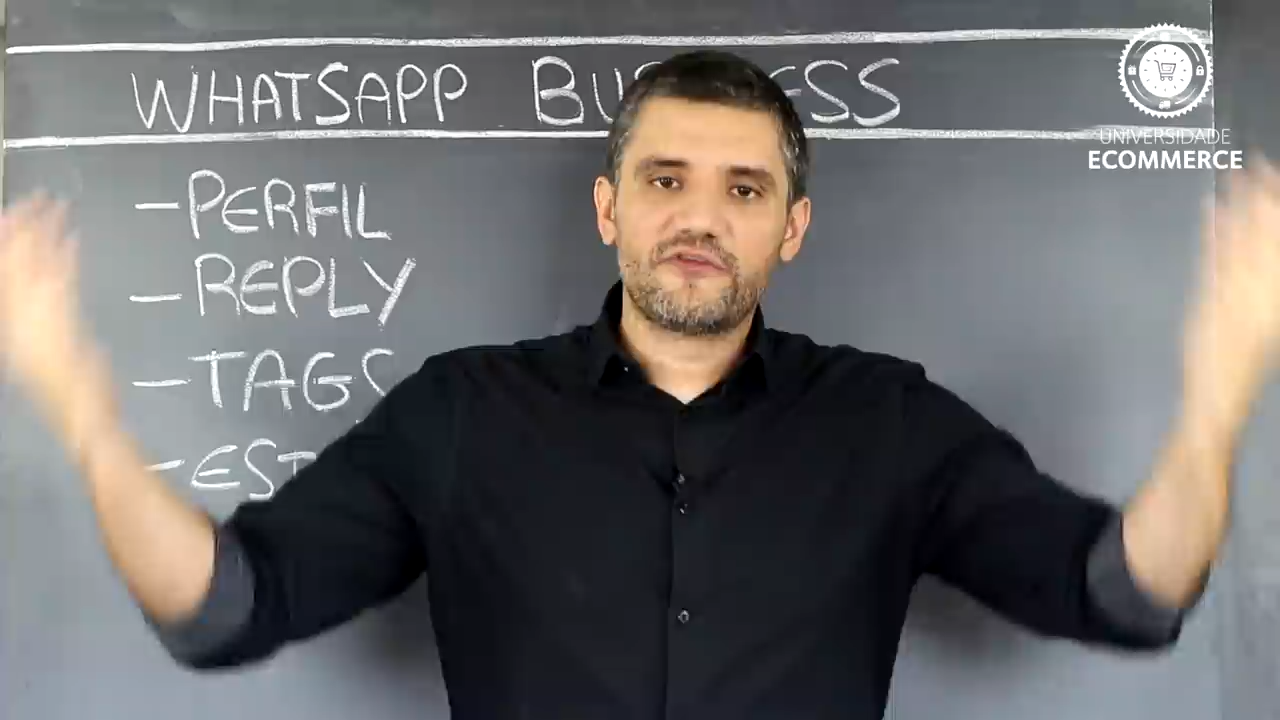 WHATSAPP
- PERFIL
- REPLY
- TAGS
UNIVERSIDADE
ECOMMERCE